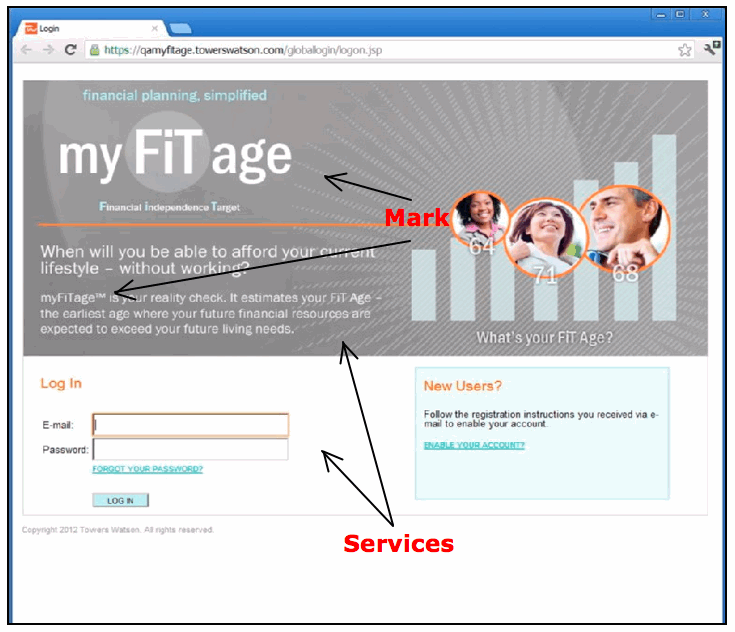 Login
https://qamyfitage.towerswatson.com/globallogin/logon.jsp
financial planning, simplified
my FiT age
Financial Independence Target
Mark
When will you be able to afford your current
lifestyle – without working?
myFiTage™ is your reality check. It estimates your FiT Age –
the earliest age where your future financial resources are
expected to exceed your future living needs.
64
71
68
What's your FiT Age?
Log In
E-mail:
Password:
FORGOT YOUR PASSWORD?
LOG IN
New Users?
Follow the registration instructions you received via e-
mail to enable your account.
ENABLE YOUR ACCOUNT?
Services
Copyright 2012 Towers Watson. All rights reserved.